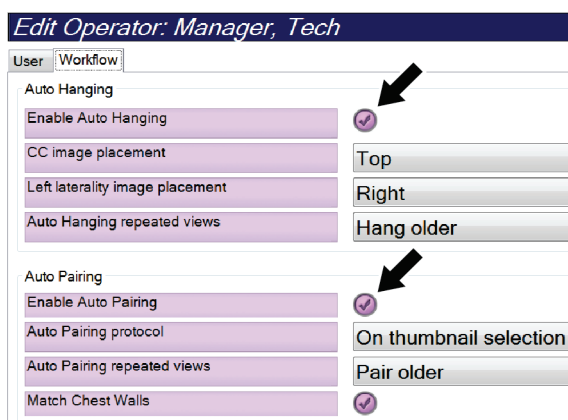 Edit Operator: Manager, Tech
User Workflow
Auto Hanging
Enable Auto Hanging
CC image placement Top
Left laterality image placement Right
Auto Hanging repeated views Hang older
Auto Pairing
Enable Auto Pairing
Auto Pairing protocol On thumbnail selection
Auto Pairing repeated views Pair older
Match Chest Walls